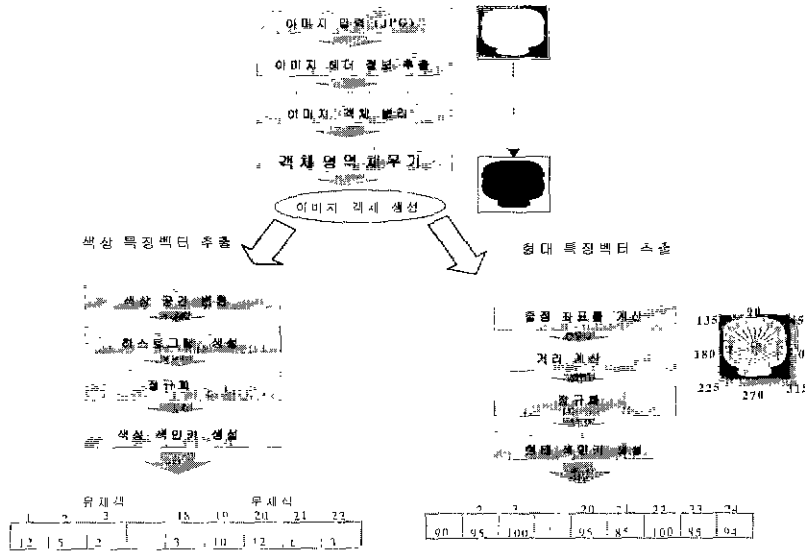 이미지 입력 (JPG)
이미지 헤더 정보 추출
이미지 객체 분리
객체 영역 채우기
이미지 객체 생성
색상 특징벡터 추출
형태 특징벡터 추출
색상 공간 변환
히스토그램 생성
정규화
색상 색인키 생성
중점 좌표를 계산
거리 계산
정규화
형태 색인키 생성
90
135
180
225
270
315
유채색 무채색
1 2 3 18 19 20 21 22
12 5 2 3 10 12
2 3 20 21 22 23 24
90 95 100 95 85 100 85 94